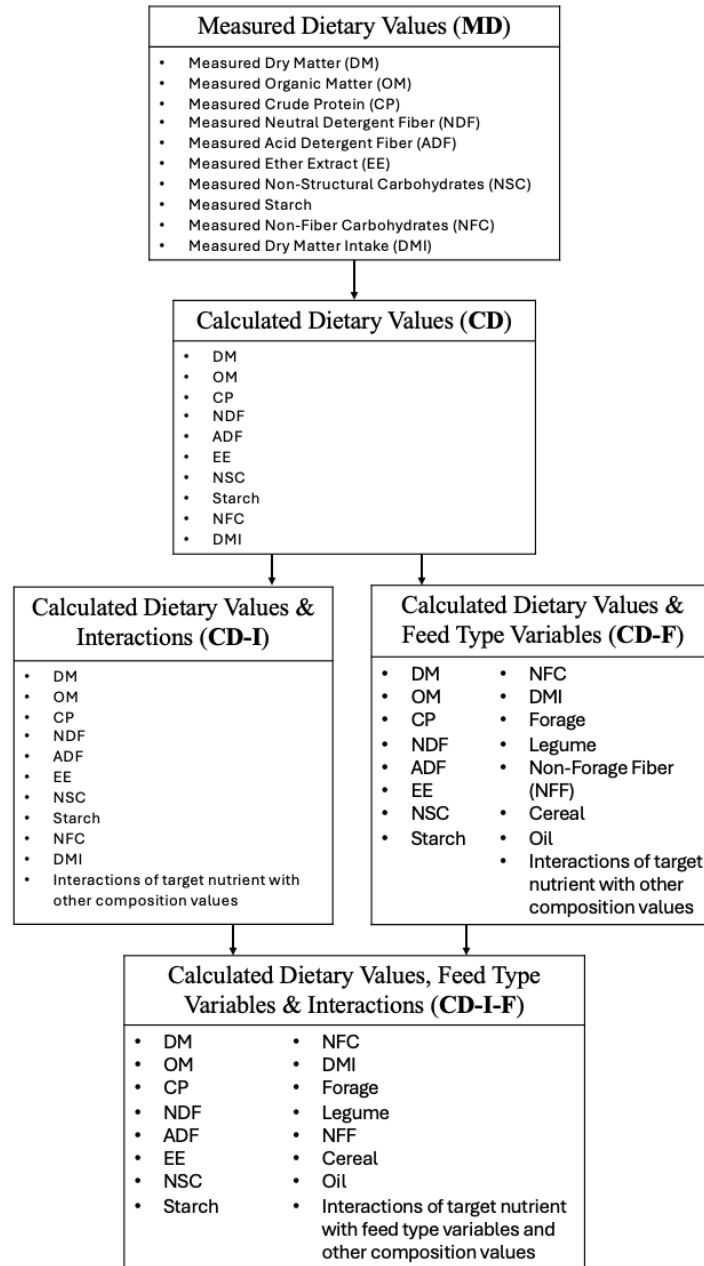 Measured Dietary Values (MD)
• Measured Dry Matter (DM)
• Measured Organic Matter (OM)
• Measured Crude Protein (CP)
• Measured Neutral Detergent Fiber (NDF)
• Measured Acid Detergent Fiber (ADF)
• Measured Ether Extract (EE)
• Measured Non-Structural Carbohydrates (NSC)
• Measured Starch
• Measured Non-Fiber Carbohydrates (NFC)
• Measured Dry Matter Intake (DMI)
Calculated Dietary Values (CD)
• DM
• OM
• CP
• NDF
• ADF
• EE
• NSC
• Starch
• NFC
• DMI
Calculated Dietary Values &
Interactions (CD-I)
• DM
• OM
• CP
• NDF
• ADF
• EE
• NSC
• Starch
• NFC
• DMI
• Interactions of target nutrient with
other composition values
Calculated Dietary Values &
Feed Type Variables (CD-F)
• DM
• OM
• CP
• NDF
• ADF
• EE
• NSC
• Starch
• NFC
• DMI
• Forage
• Legume
• Non-Forage Fiber
(NFF)
• Cereal
• Oil
• Interactions of target
nutrient with other
composition values
Calculated Dietary Values, Feed Type
Variables & Interactions (CD-I-F)
• DM
• OM
• CP
• NDF
• ADF
• EE
• NSC
• Starch
• NFC
• DMI
• Forage
• Legume
• NFF
• Cereal
• Oil
• Interactions of target nutrient
with feed type variables and
other composition values